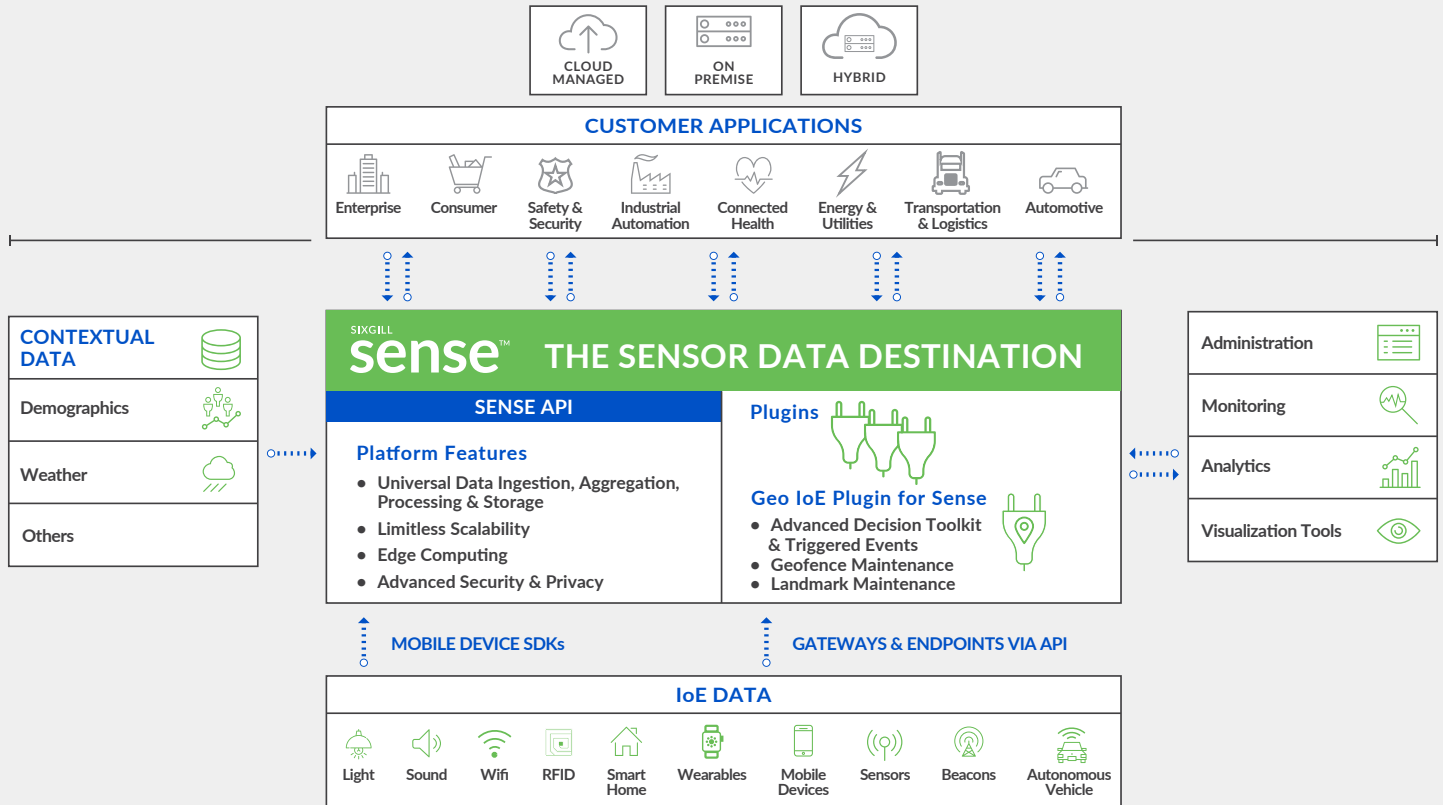 CLOUD
MANAGED
ON
PREMISE
HYBRID
CUSTOMER APPLICATIONS
Enterprise
Consumer
Safety &
Security
Industrial
Automation
Connected
Health
Energy &
Utilities
Transportation
& Logistics
Automotive
CONTEXTUAL
DATA
Demographics
Weather
Others
SIXGILL
sense™
THE SENSOR DATA DESTINATION
SENSE API
Platform Features
• Universal Data Ingestion, Aggregation,
Processing & Storage
• Limitless Scalability
• Edge Computing
• Advanced Security & Privacy
Plugins
Geo IoE Plugin for Sense
• Advanced Decision Toolkit
& Triggered Events
• Geofence Maintenance
• Landmark Maintenance
Administration
Monitoring
Analytics
Visualization Tools
MOBILE DEVICE SDKs
GATEWAYS & ENDPOINTS VIA API
IoE DATA
Light
Sound
Wifi
RFID
Smart
Home
Wearables
Mobile
Devices
Sensors
Beacons
Autonomous
Vehicle